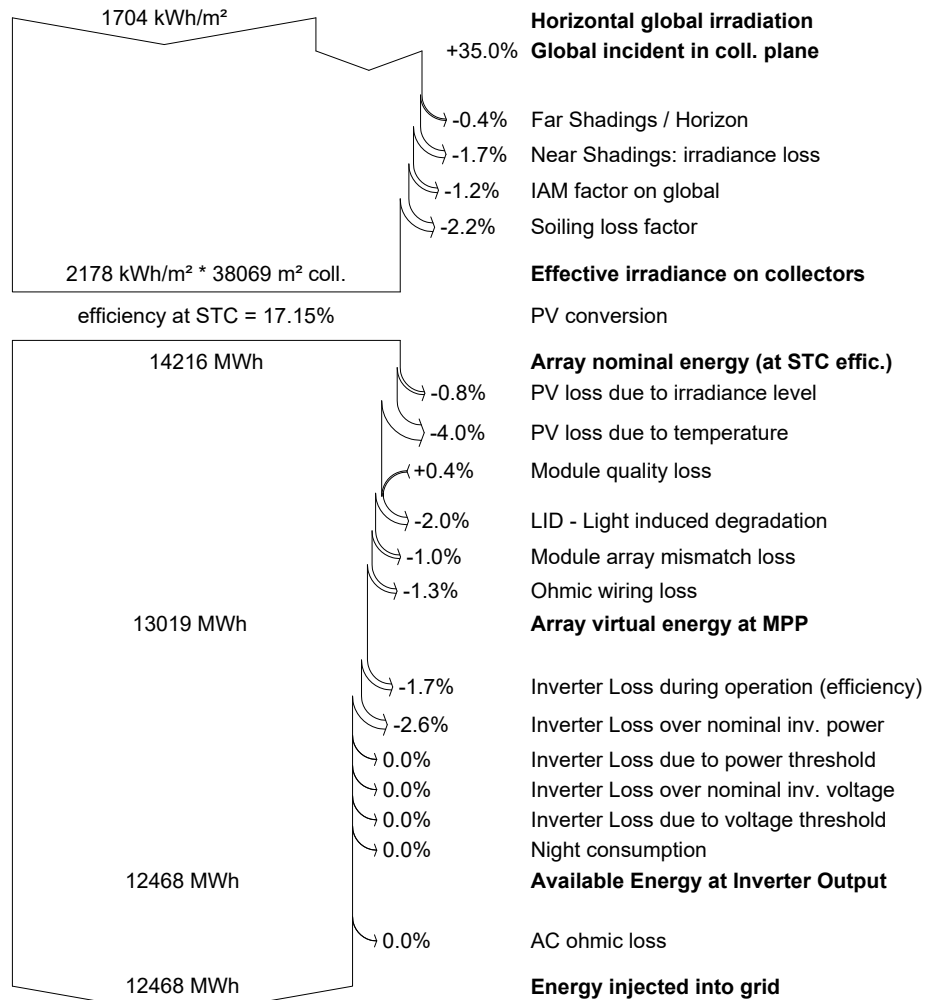 1704 kWh/m² Horizontal global irradiation
+35.0% Global incident in coll. plane
-0.4% Far Shadings / Horizon
-1.7% Near Shadings: irradiance loss
-1.2% IAM factor on global
-2.2% Soiling loss factor
2178 kWh/m² * 38069 m² coll. Effective irradiance on collectors
efficiency at STC = 17.15% PV conversion
14216 MWh Array nominal energy (at STC effic.)
-0.8% PV loss due to irradiance level
-4.0% PV loss due to temperature
+0.4% Module quality loss
-2.0% LID - Light induced degradation
-1.0% Module array mismatch loss
-1.3% Ohmic wiring loss
13019 MWh Array virtual energy at MPP
-1.7% Inverter Loss during operation (efficiency)
-2.6% Inverter Loss over nominal inv. power
0.0% Inverter Loss due to power threshold
0.0% Inverter Loss over nominal inv. voltage
0.0% Inverter Loss due to voltage threshold
0.0% Night consumption
12468 MWh Available Energy at Inverter Output
0.0% AC ohmic loss
12468 MWh Energy injected into grid